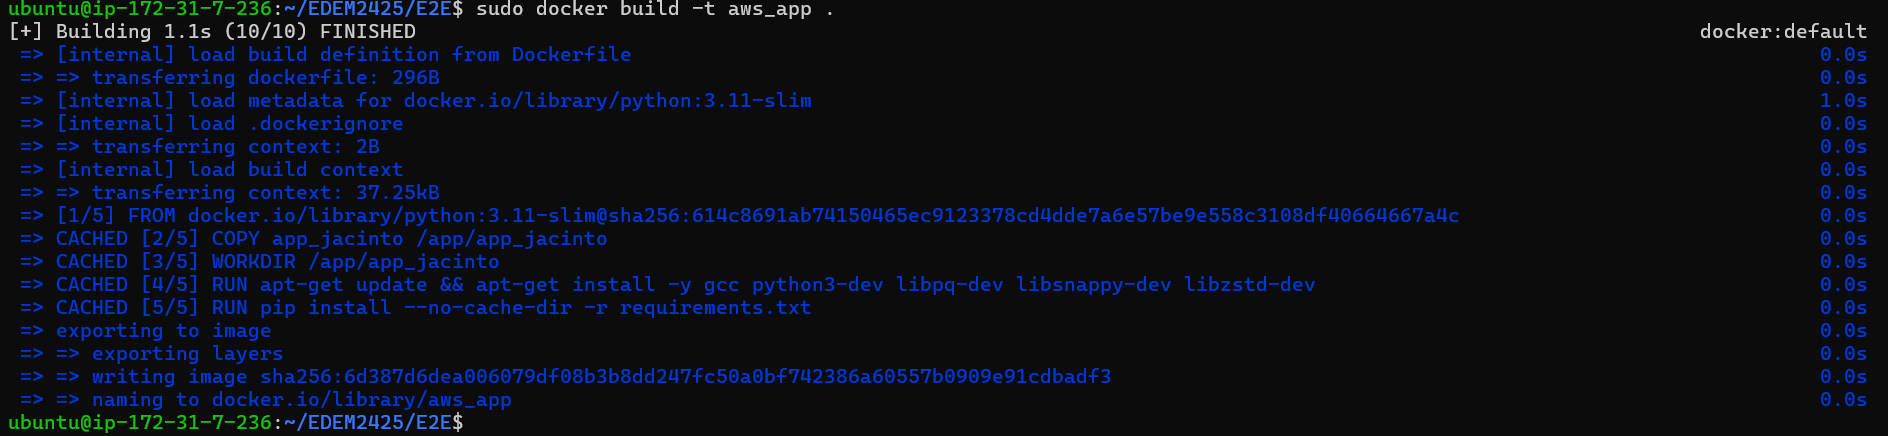 ubuntu@ip-172-31-7-236:~/EDEM2425/E2E$ sudo docker build -t aws_app .
[+] Building 1.1s (10/10) FINISHED docker:default
=> [internal] load build definition from Dockerfile 0.0s
=> => transferring dockerfile: 296B 0.0s
=> [internal] load metadata for docker.io/library/python:3.11-slim 1.0s
=> [internal] load .dockerignore 0.0s
=> => transferring context: 2B 0.0s
=> [internal] load build context 0.0s
=> => transferring context: 37.25kB 0.0s
=> [1/5] FROM docker.io/library/python:3.11-slim@sha256:614c8691ab74150465ec9123378cd4dde7a6e57be9e558c3108df40664667a4c 0.0s
=> CACHED [2/5] COPY app_jacinto /app/app_jacinto 0.0s
=> CACHED [3/5] WORKDIR /app/app_jacinto 0.0s
=> CACHED [4/5] RUN apt-get update && apt-get install -y gcc python3-dev libpq-dev libsnappy-dev libzstd-dev 0.0s
=> CACHED [5/5] RUN pip install --no-cache-dir -r requirements.txt 0.0s
=> exporting to image 0.0s
=> => exporting layers 0.0s
=> => writing image sha256:6d387d6dea006079df08b3b8dd247fc50a0bf742386a60557b0909e91cdbadf3 0.0s
=> => naming to docker.io/library/aws_app 0.0s
ubuntu@ip-172-31-7-236:~/EDEM2425/E2E$